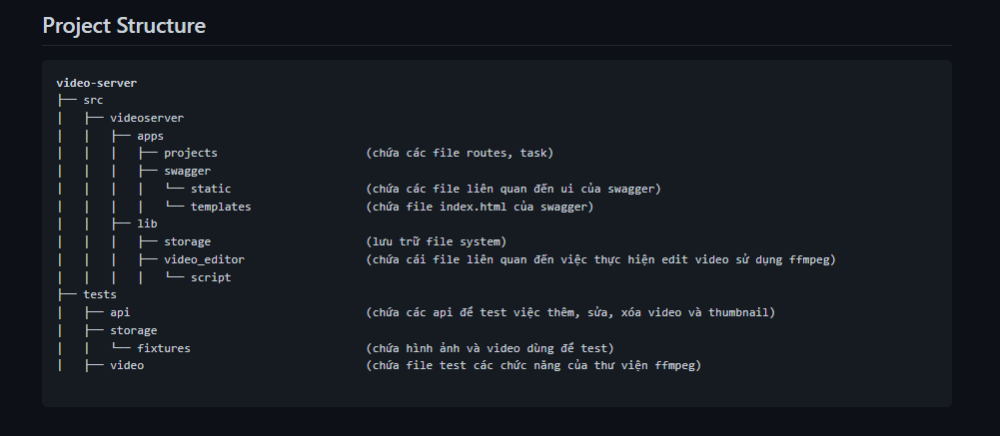 Project Structure
video-server
├── src
│   ├── videoserver
│   │   ├── apps
│   │   │   ├── projects                      (chứa các file routes, task)
│   │   │   ├── swagger
│   │   │   │   └── static                    (chứa các file liên quan đến ui của swagger)
│   │   │   │   └── templates                 (chứa file index.html của swagger)
│   │   ├── lib
│   │   │   ├── storage                       (lưu trữ file system)
│   │   │   ├── video_editor                  (chứa cái file liên quan đến việc thực hiện edit video sử dụng ffmpeg)
│   │   │   │   └── script
├── tests
│   ├── api                                   (chứa các api để test việc thêm, sửa, xóa video và thumbnail)
│   ├── storage
│   │   └── fixtures                          (chứa hình ảnh và video dùng để test)
│   ├── video                                 (chứa file test các chức năng của thư viện ffmpeg)